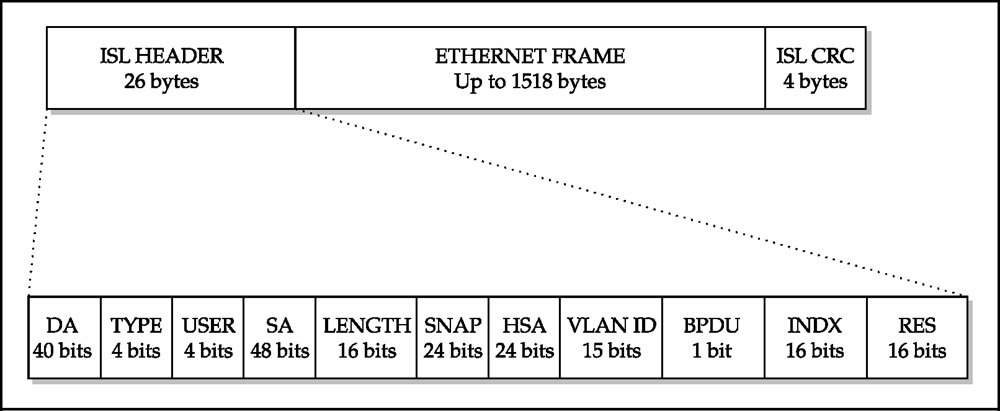 ISL HEADER
26 bytes
ETHERNET FRAME
Up to 1518 bytes
ISL CRC
4 bytes
DA
40 bits
TYPE
4 bits
USER
4 bits
SA
48 bits
LENGTH
16 bits
SNAP
24 bits
HSA
24 bits
VLAN ID
15 bits
BPDU
1 bit
INDX
16 bits
RES
16 bits